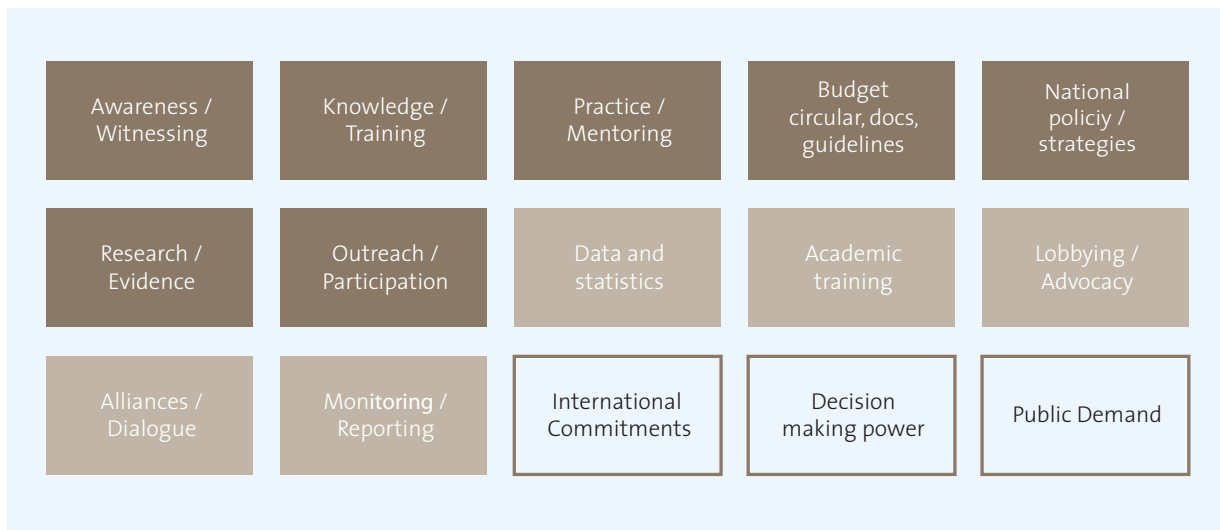 Awareness /
Witnessing
Knowledge /
Training
Practice /
Mentoring
Budget
circular, docs,
guidelines
National
policiy /
strategies
Research /
Evidence
Outreach /
Participation
Data and
statistics
Academic
training
Lobbying /
Advocacy
Alliances /
Dialogue
Monitoring /
Reporting
International
Commitments
Decision
making power
Public Demand